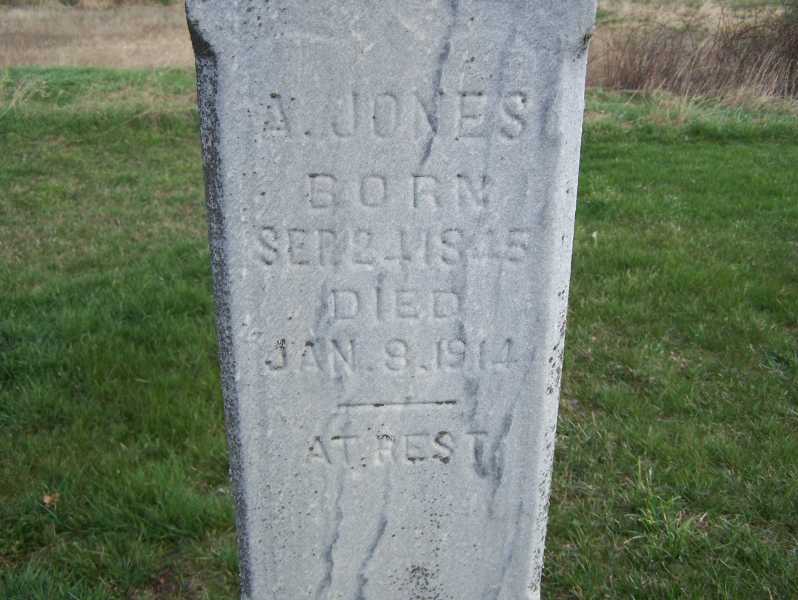 A. JONES
BORN
SEP. 24, 1845
DIED
JAN. 8, 1914
AT REST